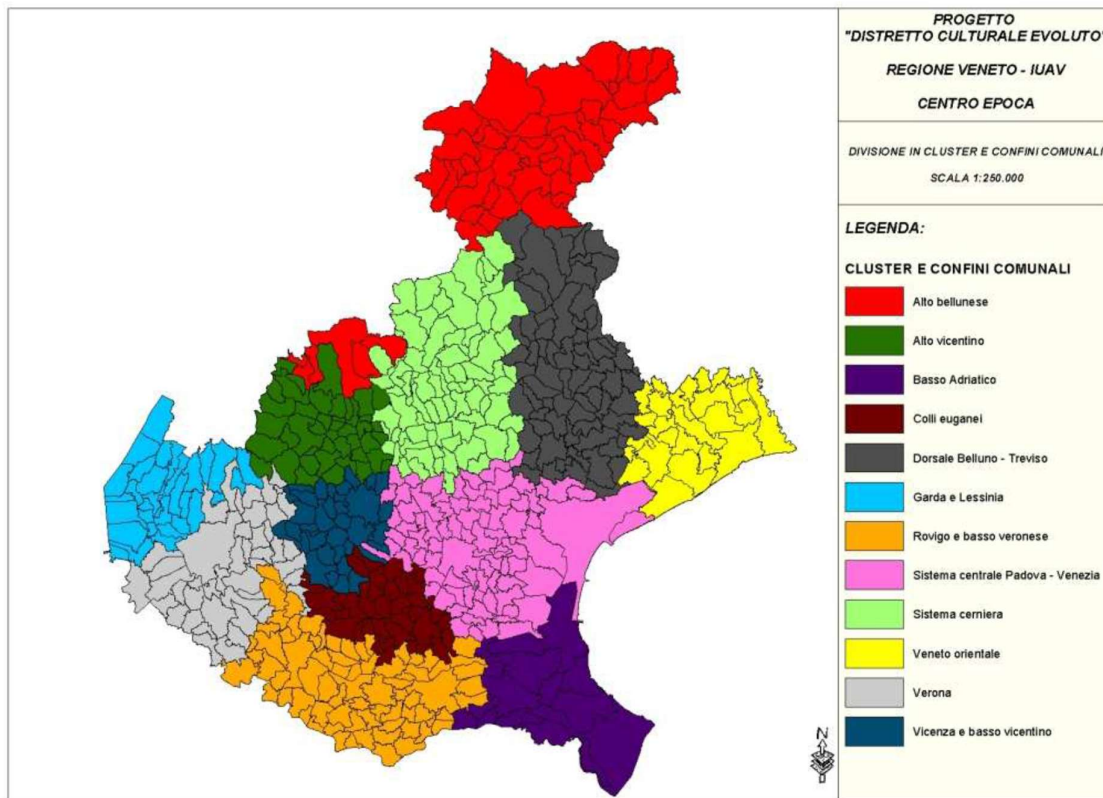 PROGETTO
"DISTRETTO CULTURALE EVOLUTO"
REGIONE VENETO - IUAV
CENTRO EPOCA
DIVISIONE IN CLUSTER E CONFINI COMUNALI
SCALA 1:250.000
LEGENDA:
CLUSTER E CONFINI COMUNALI
Alto bellunese
Alto vicentino
Basso Adriatico
Colli euganei
Dorsale Belluno - Treviso
Garda e Lessinia
Rovigo e basso veronese
Sistema centrale Padova - Venezia
Sistema cerniera
Veneto orientale
Verona
Vicenza e basso vicentino
N